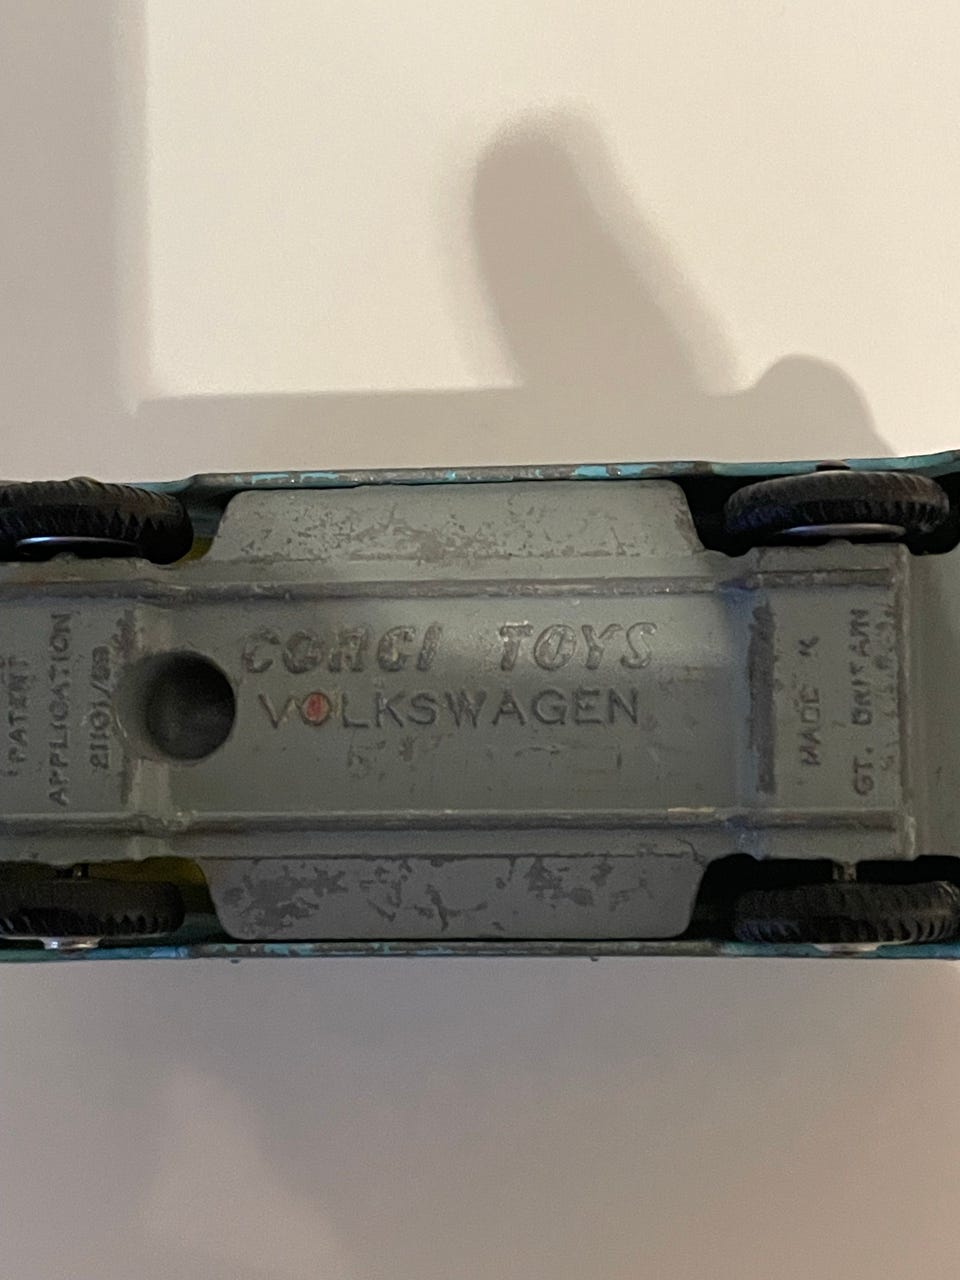 CORGI TOYS
VOLKSWAGEN
PATENT
APPLICATION
MADE IN
GT. BRITAIN